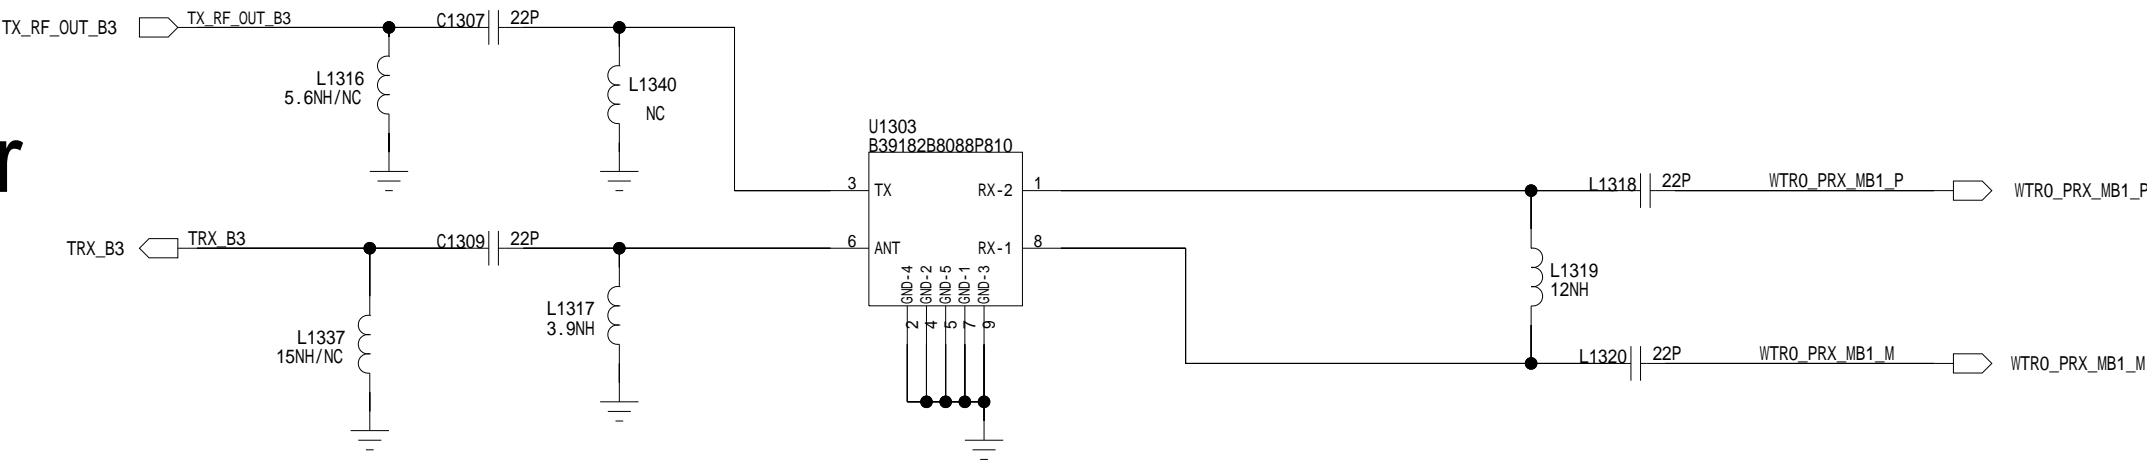 TX_RF_OUT_B3
TX_RF_OUT_B3
C1307
22P
L1316
5.6NH/NC
L1340
NC
r
U1303
B39182B8088P810
3
TX
RX-2
1
L1318
22P
WTR0_PRX_MB1_P
WTR0_PRX_MB1_P
TRX_B3
TRX_B3
C1309
22P
6
ANT
RX-1
8
GND-4
GND-2
GND-5
GND-1
GND-3
2
4
5
7
9
L1317
3.9NH
L1337
15NH/NC
L1319
12NH
L1320
22P
WTR0_PRX_MB1_M
WTR0_PRX_MB1_M